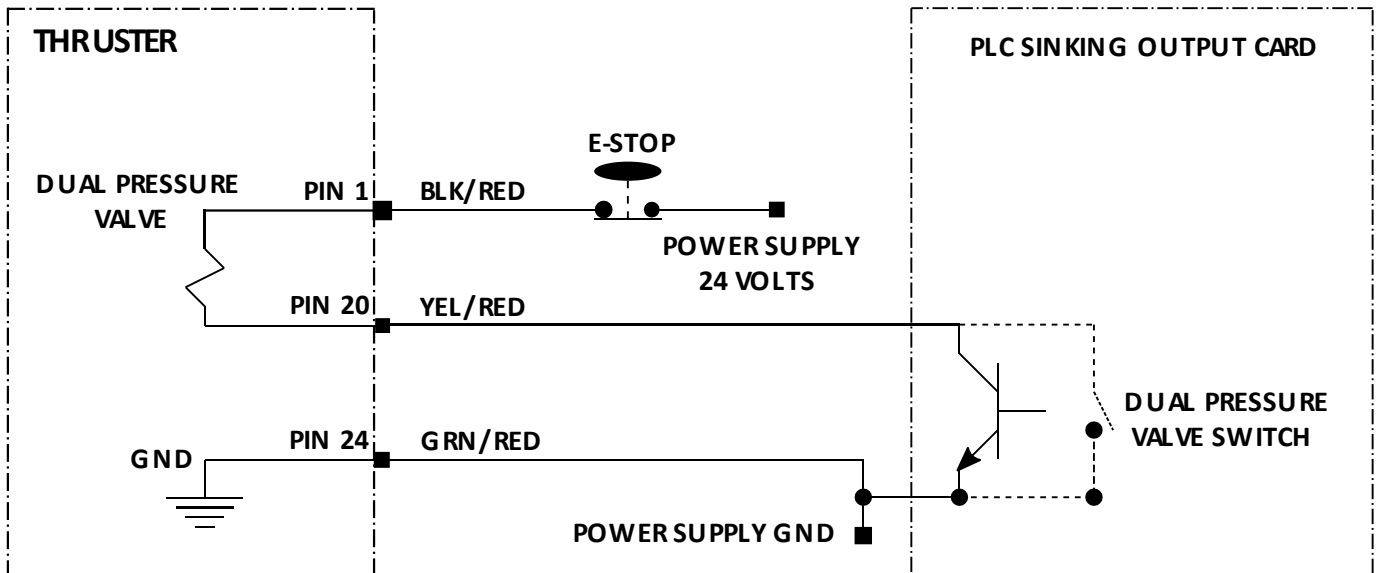 THRUSTER
PLC SINKING OUTPUT CARD
E-STOP
DUAL PRESSURE
VALVE
PIN 1
BLK/RED
POWER SUPPLY
24 VOLTS
PIN 20
YEL/RED
DUAL PRESSURE
VALVE SWITCH
PIN 24
GRN/RED
GND
POWER SUPPLY GND